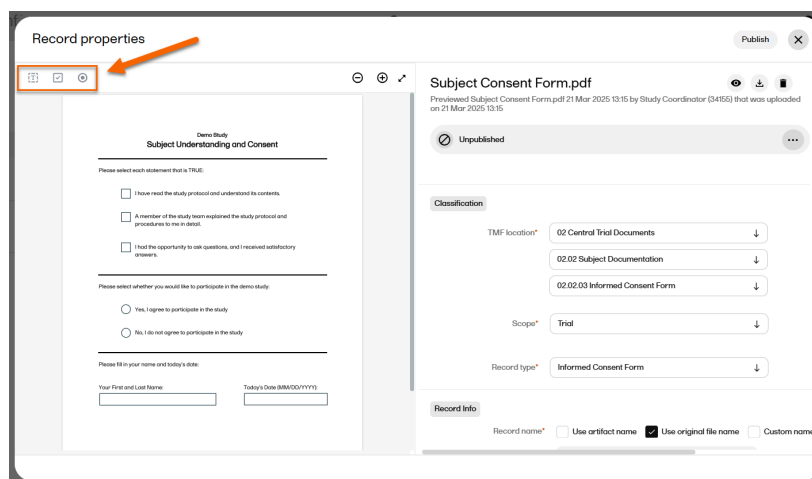 Record properties
Publish
Demo Study
Subject Understanding and Consent
Please select each statement that is TRUE:
I have read the study protocol and understand its contents.
A member of the study team explained the study protocol and
procedures to me in detail.
I had the opportunity to ask questions, and I received satisfactory
answers.
Please select whether you would like to participate in the demo study:
Yes, I agree to participate in the study
No, I do not agree to participate in the study
Please fill in your name and today's date:
Your First and Last Name:
Today's Date (MM/DD/YYYY):
Subject Consent Form.pdf
Previewed Subject Consent Form.pdf 21 Mar 2025 13:15 by Study Coordinator (34155) that was uploaded
on 21 Mar 2025 13:15
Unpublished
Classification
TMF location*
02 Central Trial Documents
02.02 Subject Documentation
02.02.03 Informed Consent Form
Scope*
Trial
Record type*
Informed Consent Form
Record Info
Record name*
Use artifact name
Use original file name
Custom name